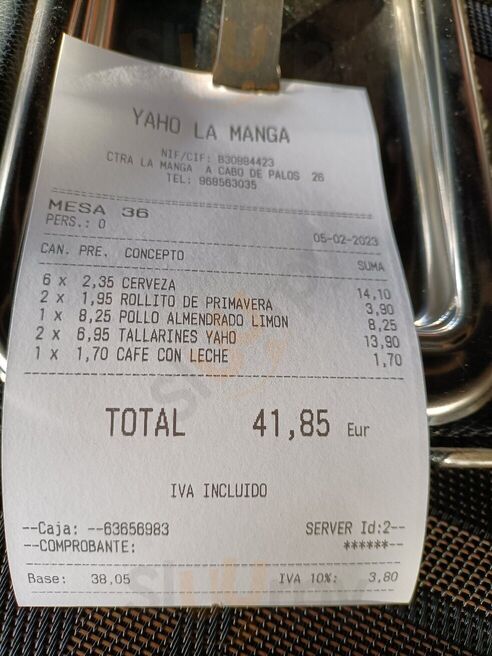 YAHO LA MANGA
NIF/CIF: B30884423
CTRA LA MANGA A CABO DE PALOS 26
TEL: 968563035
MESA 36
PERS.: 0 05-02-2023
CAN. PRE. CONCEPTO SUMA
6 x 2,35 CERVEZA 14,10
2 x 1,95 ROLLITO DE PRIMAVERA 3,90
1 x 8,25 POLLO ALMENDRADO LIMON 8,25
2 x 6,95 TALLARINES YAHO 13,90
1 x 1,70 CAFE CON LECHE 1,70
TOTAL 41,85 Eur
IVA INCLUIDO
--Caja: --63656983 SERVER Id:2--
--COMPROBANTE: ******--
Base: 38,05 IVA 10%: 3,80